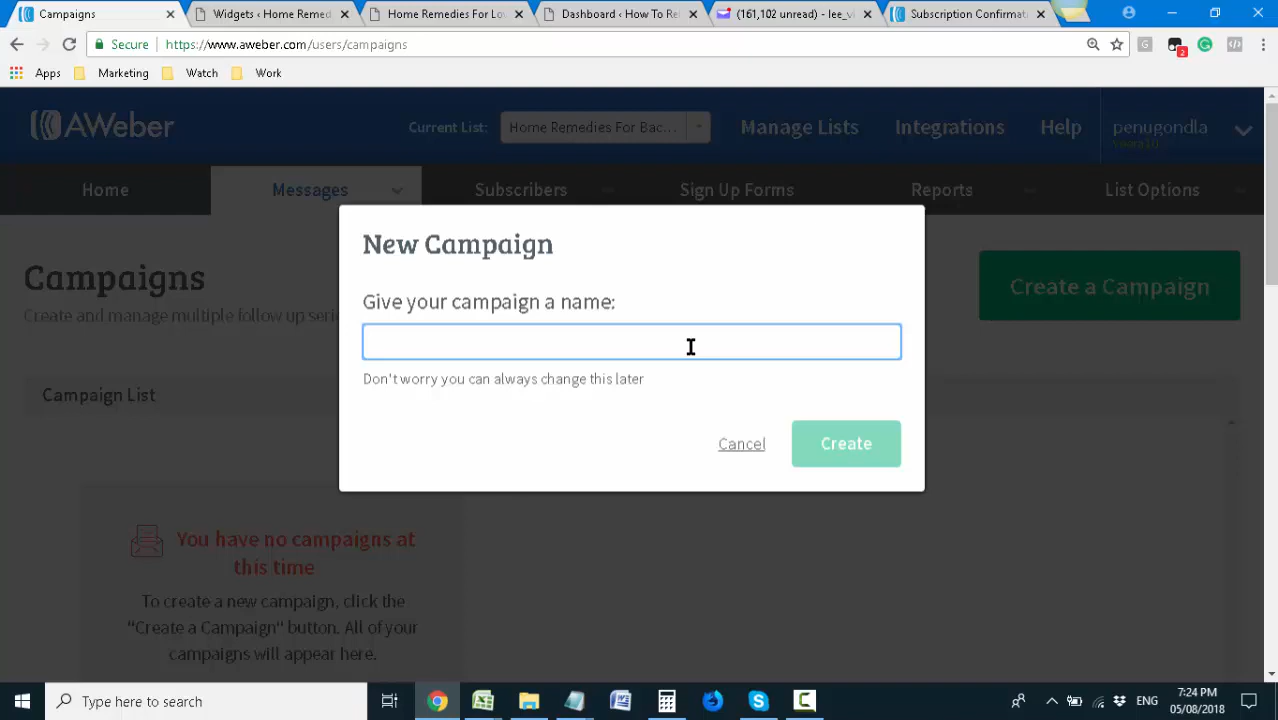 Campaigns
Widgets ‹ Home Remed
Home Remedies For Lo
Dashboard ‹ How To Re
(161,102 unread) - lee_v
Subscription Confirmat
Secure
https://www.aweber.com/users/campaigns
G
2
Apps
Marketing
Watch
Work
AWeber
Current List:
Home Remedies For Bac...
Manage Lists
Integrations
Help
penugondla
Home
Messages
Subscribers
Sign Up Forms
Reports
List Options
New Campaign
Campaigns
Create and manage multiple follow up serie
Create a Campaign
Give your campaign a name:
Don't worry you can always change this later
Campaign List
Cancel
Create
You have no campaigns at
this time
To create a new campaign, click the
"Create a Campaign" button. All of your
campaigns will appear here.
Type here to search
ENG
7:24 PM
05/08/2018